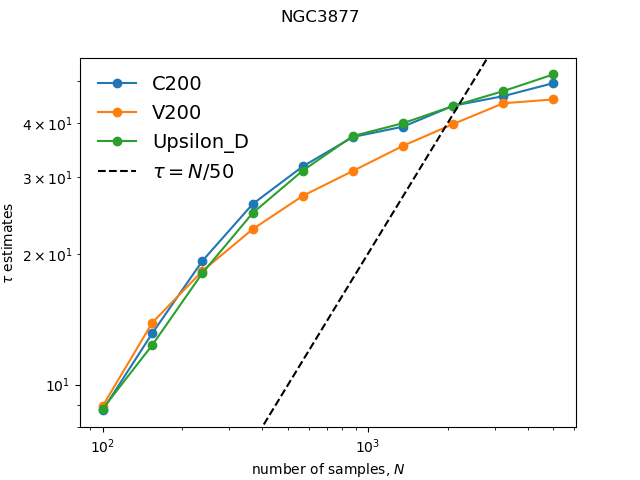 NGC3877
C200
V200
Upsilon_D
τ = N/50
4 × 10¹
3 × 10¹
2 × 10¹
10¹
τ estimates
10² 10³
number of samples, N